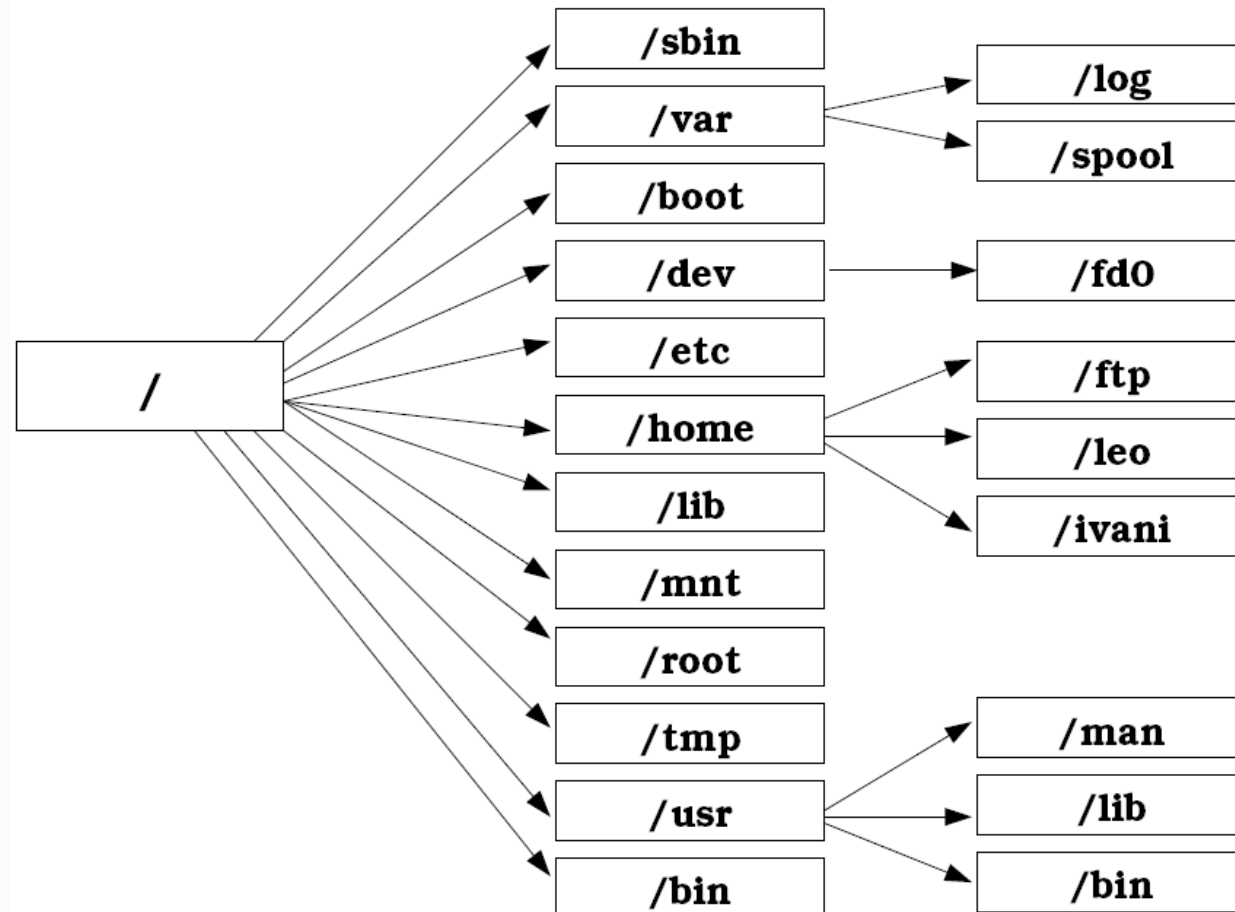 /
/sbin
/var
/boot
/dev
/etc
/home
/lib
/mnt
/root
/tmp
/usr
/bin
/log
/spool
/fd0
/ftp
/leo
/ivani
/man
/lib
/bin